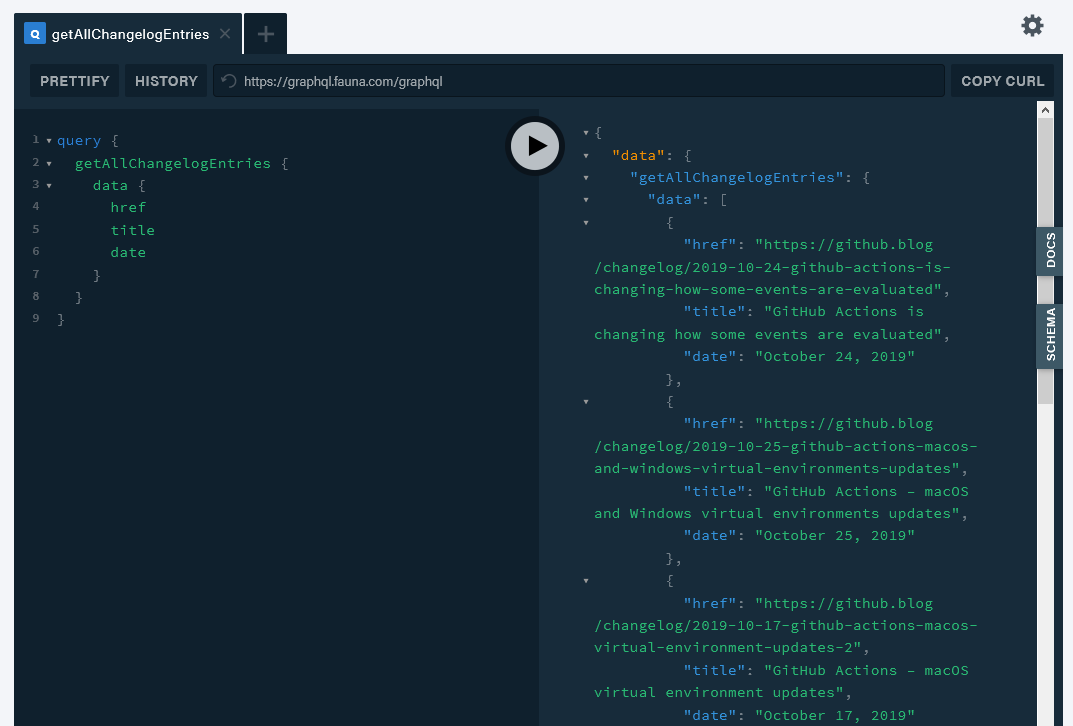 Q getAllChangelogEntries × +
PRETTIFY HISTORY https://graphql.fauna.com/graphql COPY CURL
1 query {
2 getAllChangelogEntries {
3 data {
4 href
5 title
6 date
7 }
8 }
9 }
{
"data": {
"getAllChangelogEntries": {
"data": [
{
"href": "https://github.blog
/changelog/2019-10-24-github-actions-is-
changing-how-some-events-are-evaluated",
"title": "GitHub Actions is
changing how some events are evaluated",
"date": "October 24, 2019"
},
{
"href": "https://github.blog
/changelog/2019-10-25-github-actions-macos-
and-windows-virtual-environments-updates",
"title": "GitHub Actions – macOS
and Windows virtual environments updates",
"date": "October 25, 2019"
},
{
"href": "https://github.blog
/changelog/2019-10-17-github-actions-macos-
virtual-environment-updates-2",
"title": "GitHub Actions – macOS
virtual environment updates",
"date": "October 17, 2019"
DOCS
SCHEMA